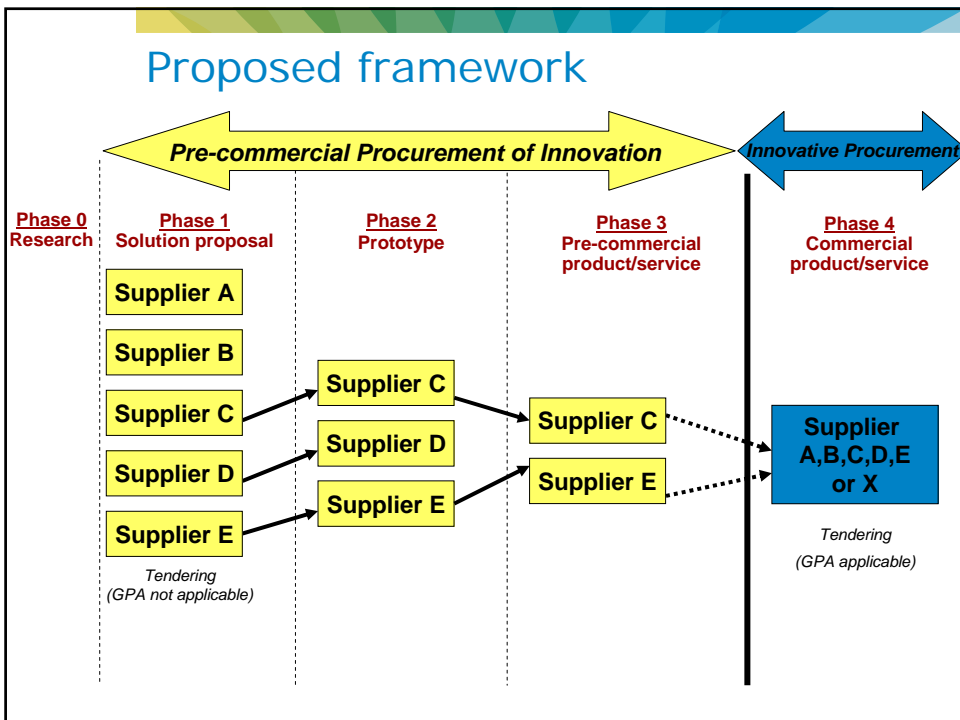 Proposed framework
Pre-commercial Procurement of Innovation
Innovative Procurement
Phase 0
Research
Phase 1
Solution proposal
Phase 2
Prototype
Phase 3
Pre-commercial
product/service
Phase 4
Commercial
product/service
Supplier A
Supplier B
Supplier C
Supplier D
Supplier E
Tendering
(GPA not applicable)
Supplier C
Supplier D
Supplier E
Supplier C
Supplier E
Supplier
A,B,C,D,E
or X
Tendering
(GPA applicable)